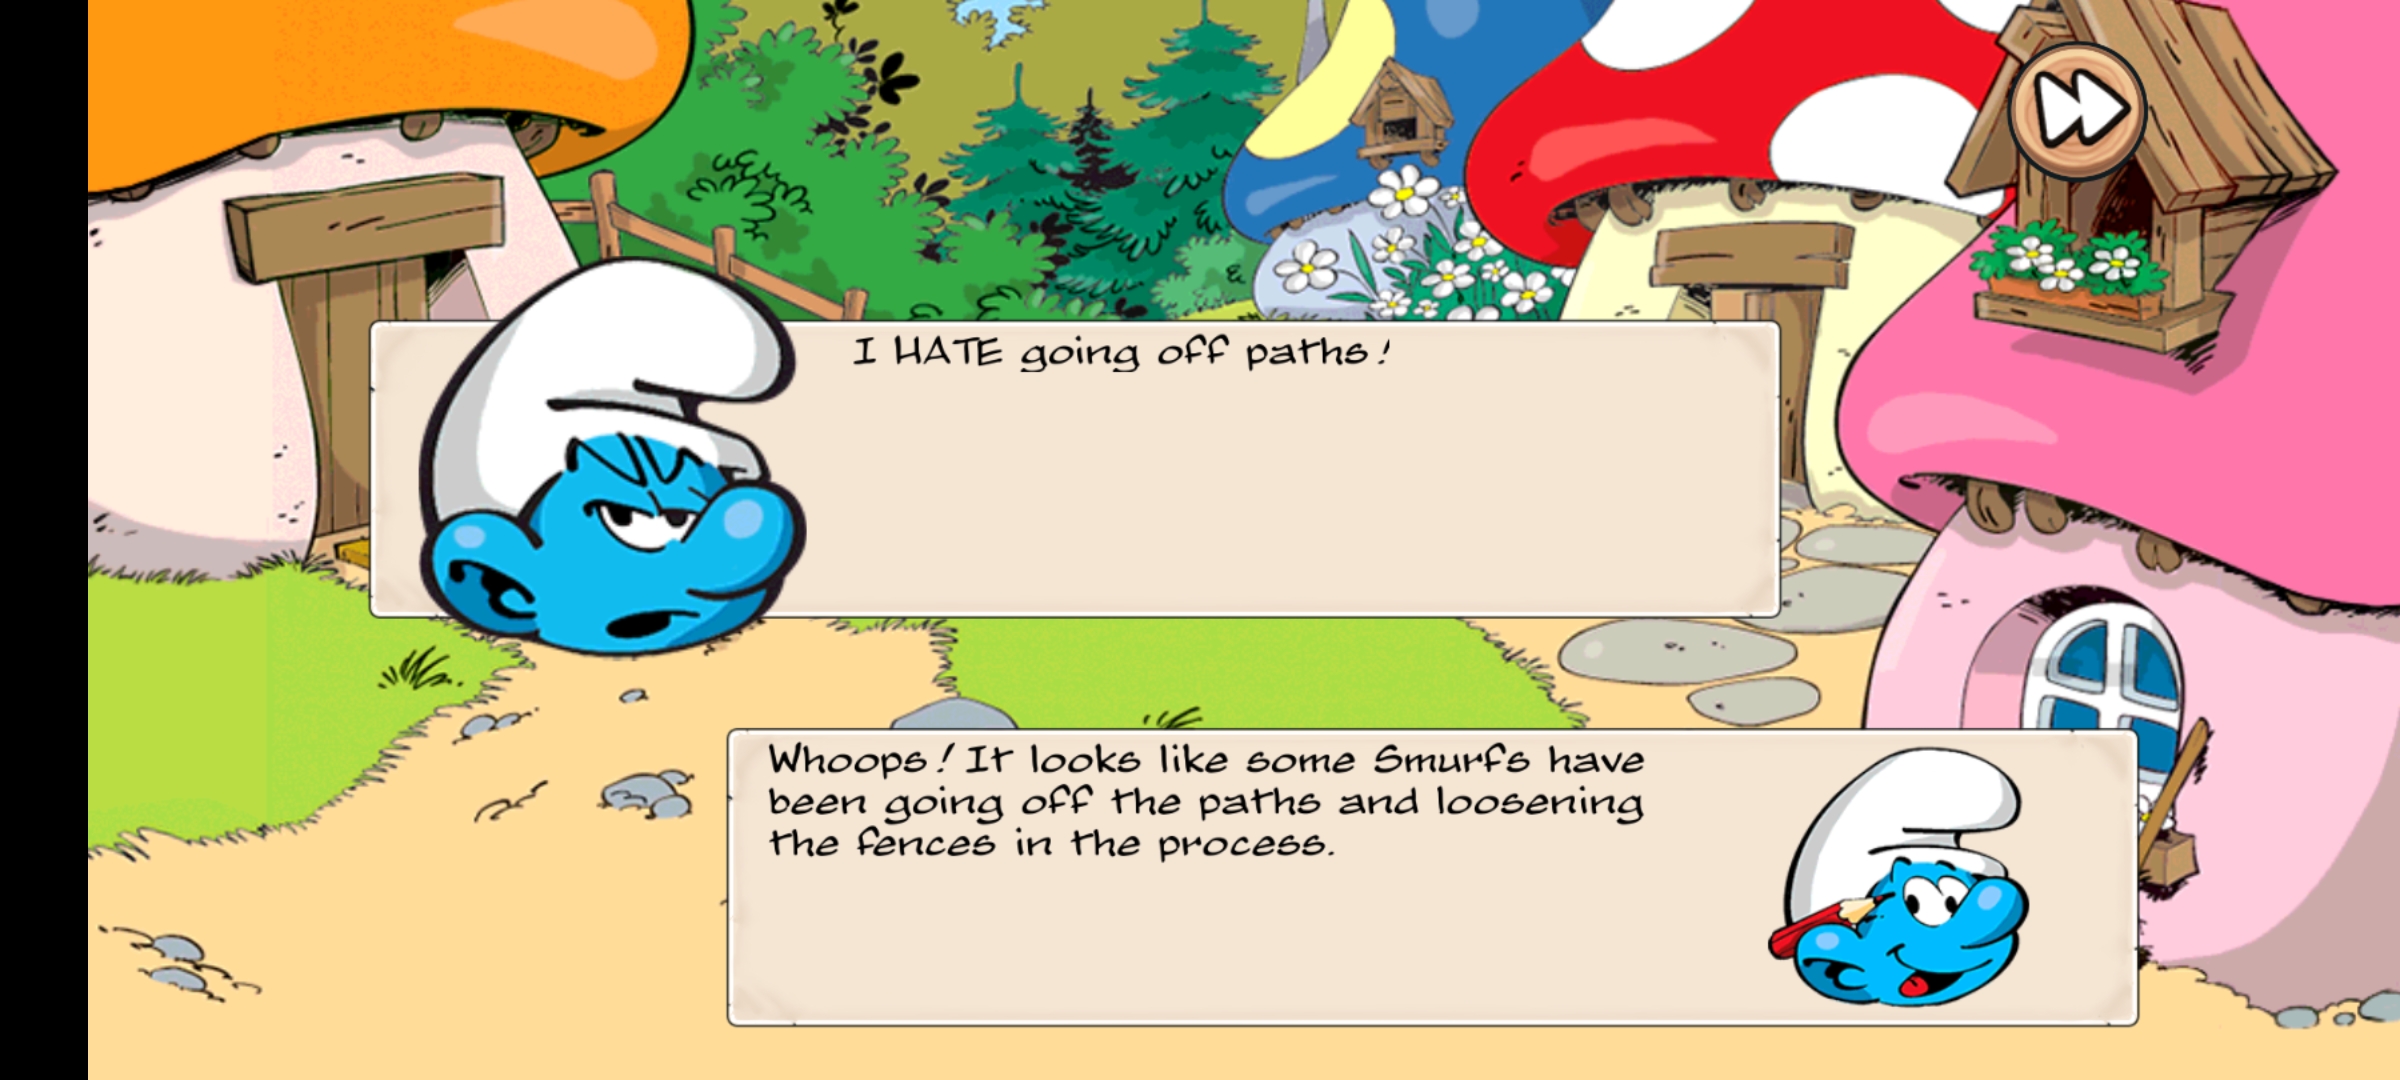 I HATE going off paths!
Whoops! It looks like some Smurfs have
been going off the paths and loosening
the fences in the process.